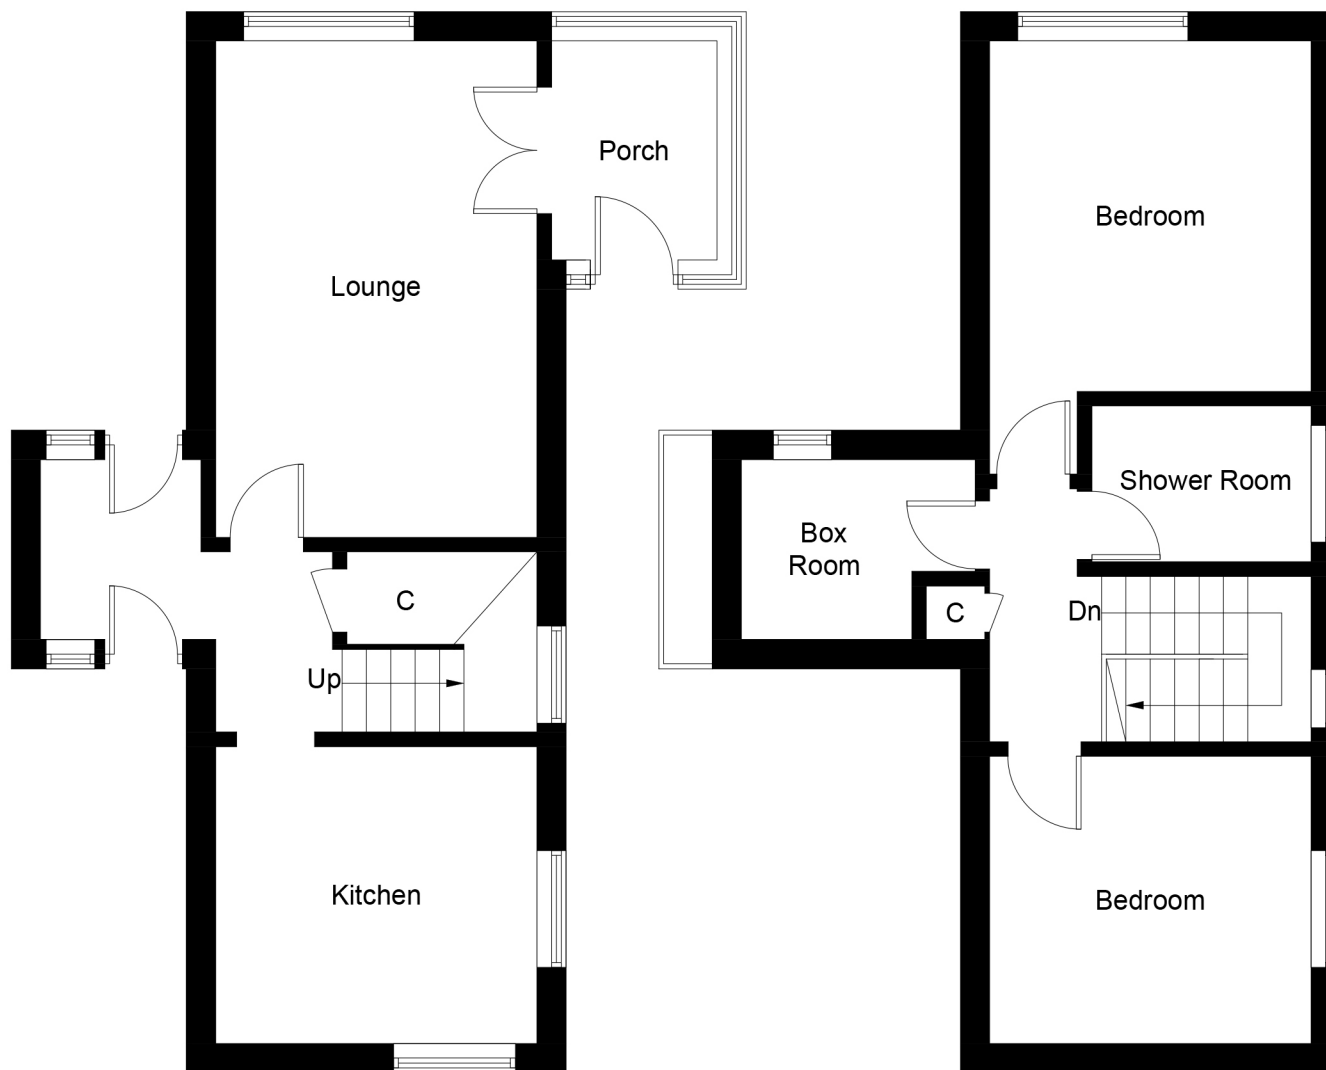 Porch
Lounge
C
Up
Kitchen
Bedroom
Shower Room
Box
Room
C
Dn
Bedroom